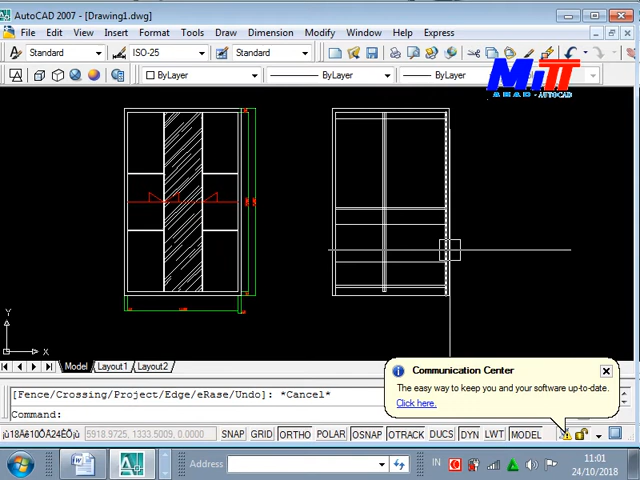 AutoCAD 2007 - [Drawing1.dwg]
File Edit View Insert Format Tools Draw Dimension Modify Window Help Express
Standard ISO-25 Standard
ByLayer ByLayer ByLayer
Y
X
Model Layout1 Layout2
Communication Center
The easy way to keep you and your software up-to-date.
Click here.
[Fence/Crossing/Project/Edge/eRase/Undo]: *Cancel*
Command:
5918.9725, 1333.5009, 0.0000 SNAP GRID ORTHO POLAR OSNAP OTRACK DUCS DYN LWT MODEL
Address IN 11:01
24/10/2018